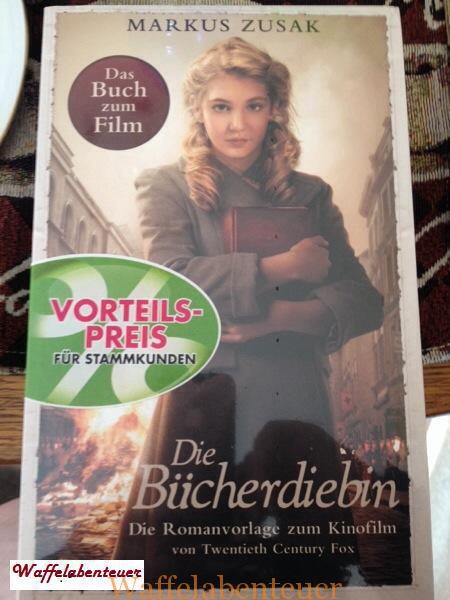 MARKUS ZUSAK
Das
Buch
zum
Film
%
VORTEILS-
PREIS
FÜR STAMMKUNDEN
Die
Bücherdiebin
Die Romanvorlage zum Kinofilm
von Twentieth Century Fox
Waffelabenteuer
Waffelabenteuer